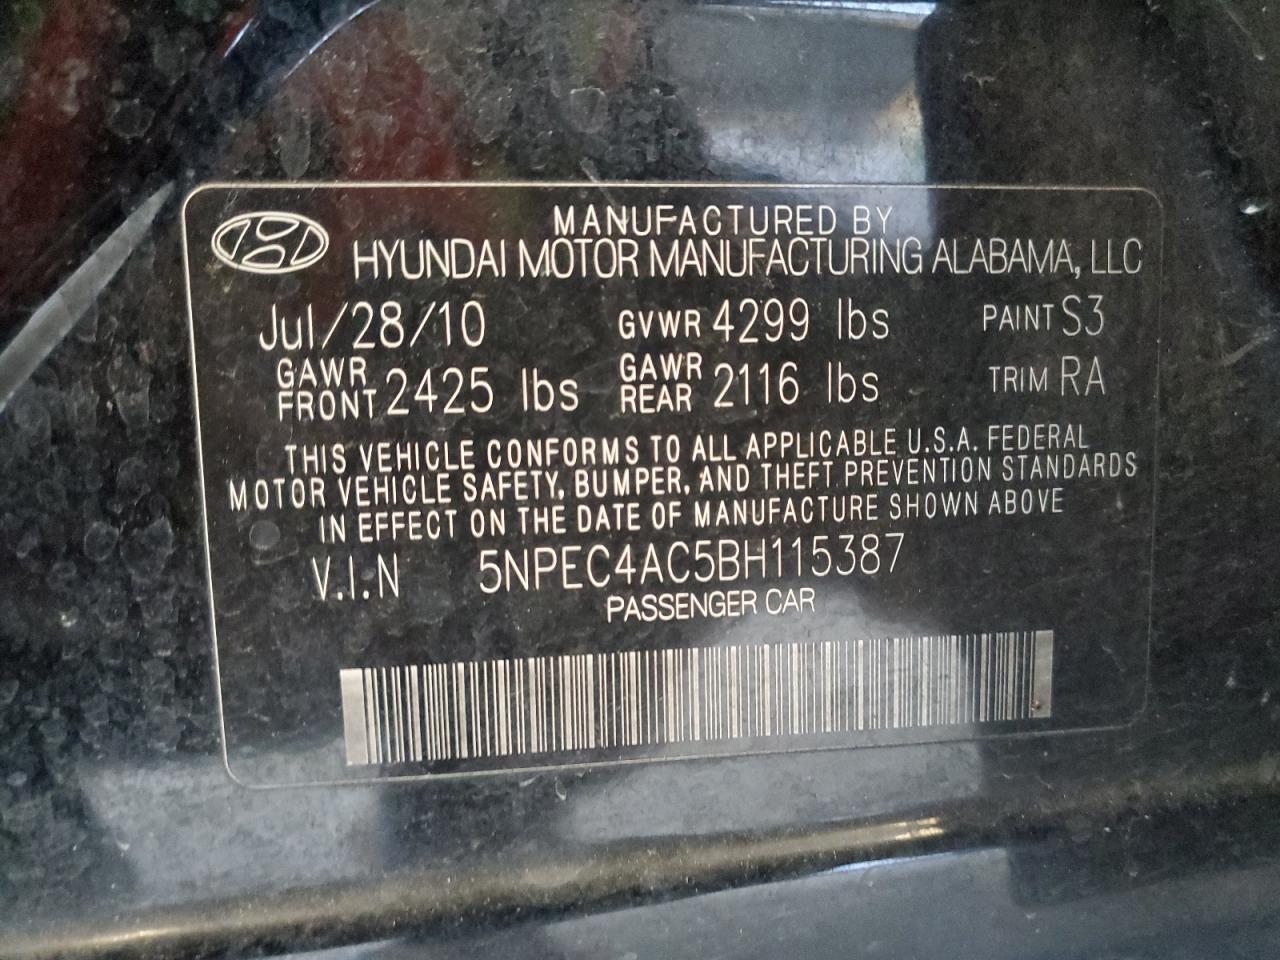 MANUFACTURED BY
HYUNDAI MOTOR MANUFACTURING ALABAMA, LLC
Jul/28/10 GVWR 4299 lbs PAINT S3
GAWR FRONT 2425 lbs GAWR REAR 2116 lbs TRIM RA
THIS VEHICLE CONFORMS TO ALL APPLICABLE U.S.A. FEDERAL
MOTOR VEHICLE SAFETY, BUMPER, AND THEFT PREVENTION STANDARDS
IN EFFECT ON THE DATE OF MANUFACTURE SHOWN ABOVE
V.I.N 5NPEC4AC5BH115387
PASSENGER CAR